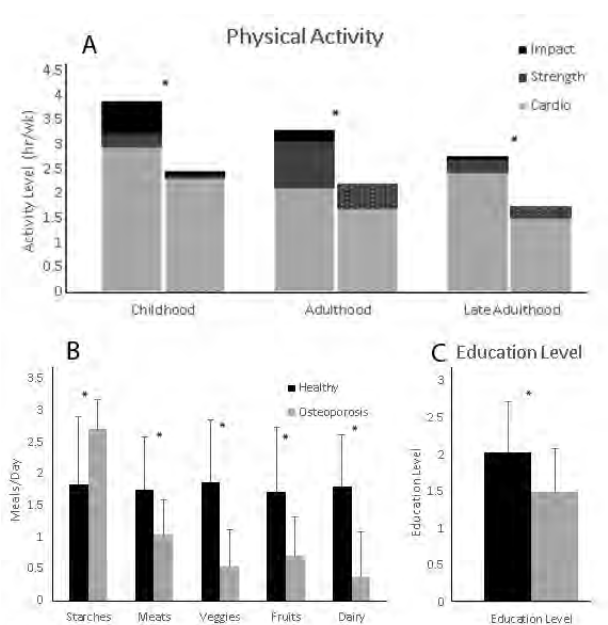 A
Physical Activity
Impact
Strength
Cardio
*
*
*
4.5
4
3.5
3
2.5
2
1.5
1
0.5
0
Activity Level (hr/wk)
Childhood
Adulthood
Late Adulthood
B
Healthy
Osteoporosis
*
*
*
*
*
3.5
3
2.5
2
1.5
1
0.5
0
Meals/Day
Starches
Meats
Veggies
Fruits
Dairy
C
Education Level
*
3
2.5
2
1.5
1
0.5
0
Education Level
Education Level